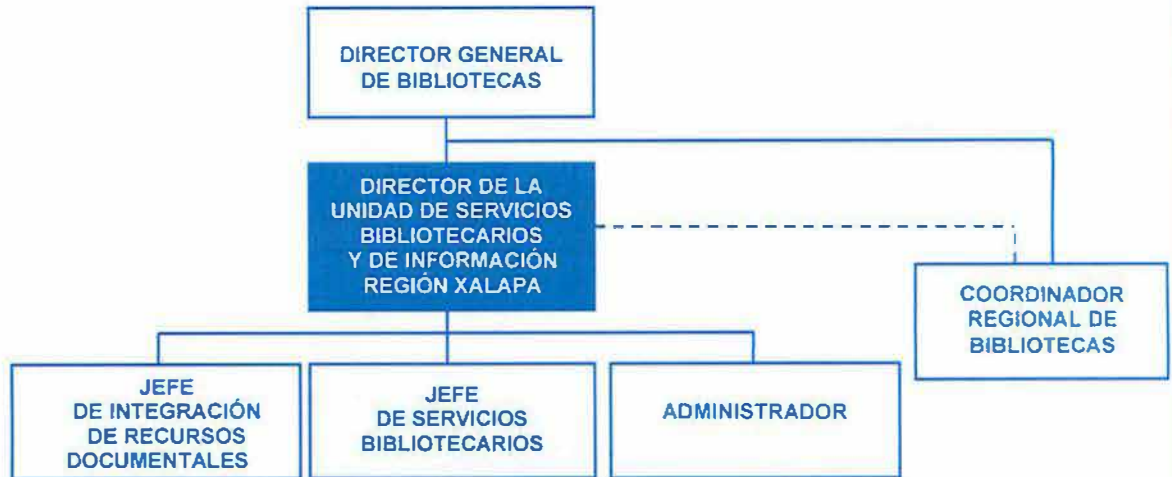 DIRECTOR GENERAL
DE BIBLIOTECAS
DIRECTOR DE LA
UNIDAD DE SERVICIOS
BIBLIOTECARIOS
Y DE INFORMACIÓN
REGIÓN XALAPA
COORDINADOR
REGIONAL DE
BIBLIOTECAS
JEFE
DE INTEGRACIÓN
DE RECURSOS
DOCUMENTALES
JEFE
DE SERVICIOS
BIBLIOTECARIOS
ADMINISTRADOR